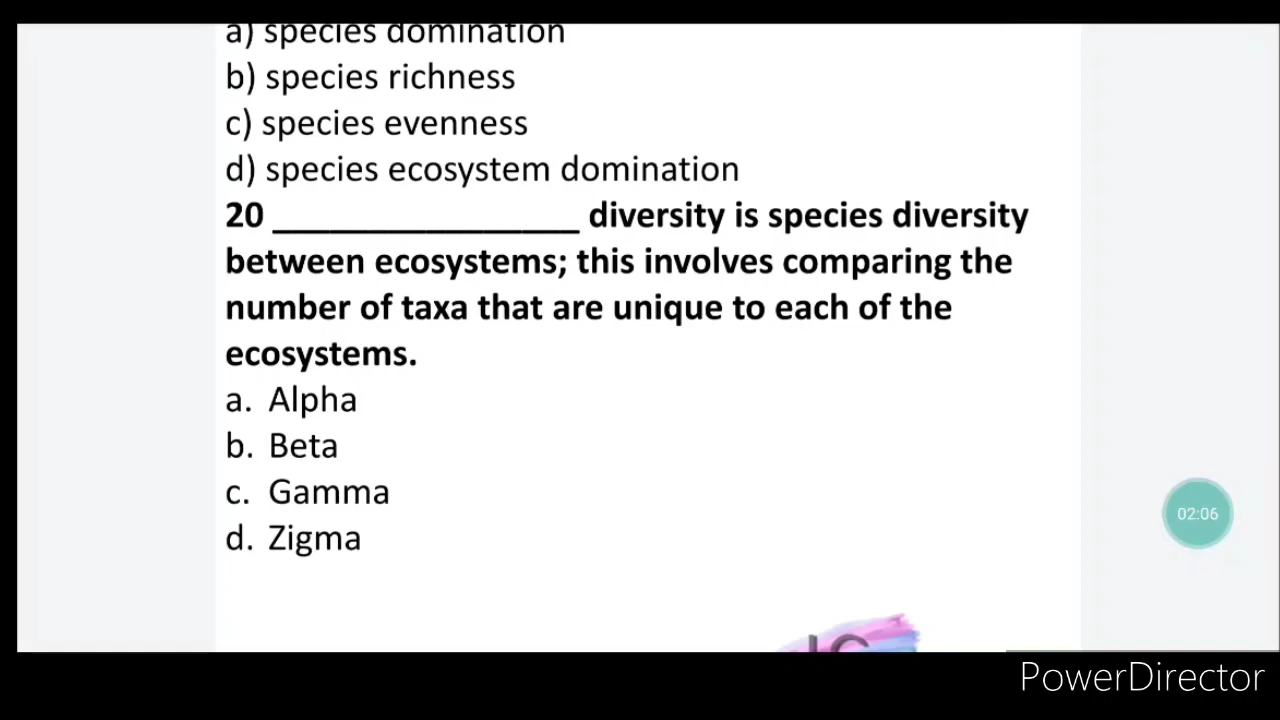 a) species domination
b) species richness
c) species evenness
d) species ecosystem domination
20 ________________ diversity is species diversity
between ecosystems; this involves comparing the
number of taxa that are unique to each of the
ecosystems.
a. Alpha
b. Beta
c. Gamma
d. Zigma
02:06
PowerDirector